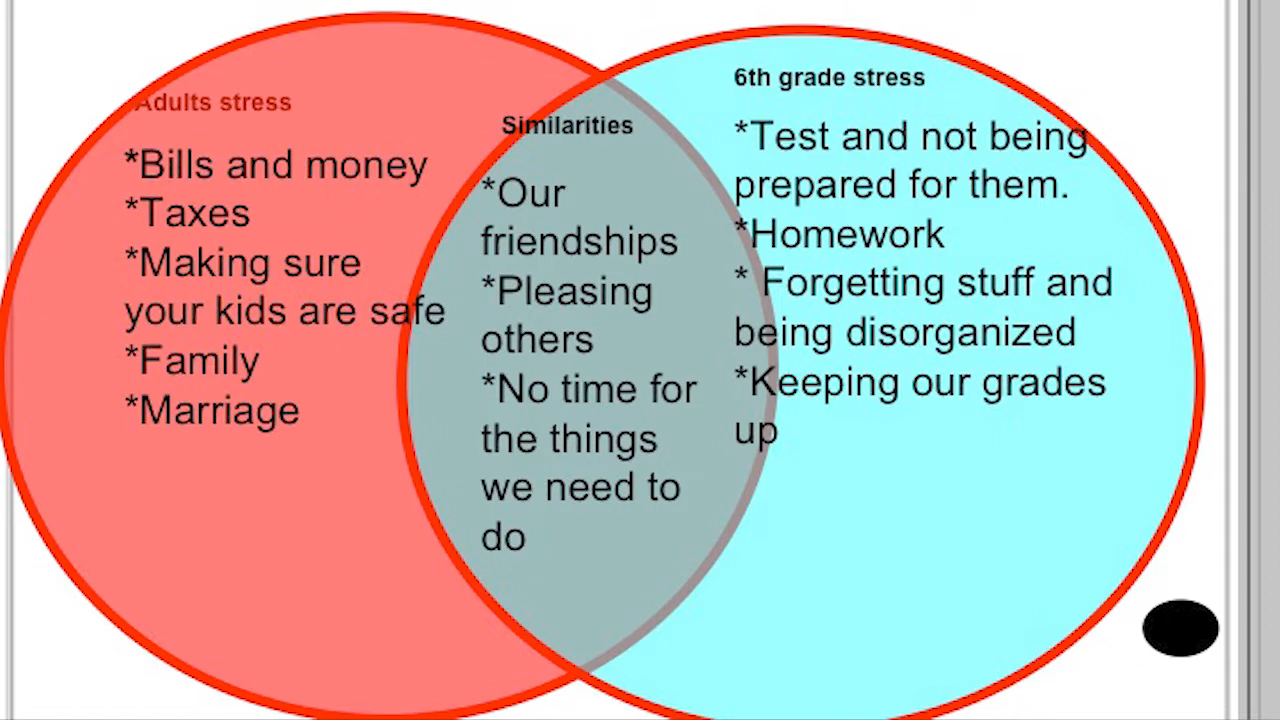 Adults stress
*Bills and money
*Taxes
*Making sure
your kids are safe
*Family
*Marriage
Similarities
*Our
friendships
*Pleasing
others
*No time for
the things
we need to
do
6th grade stress
*Test and not being
prepared for them.
*Homework
* Forgetting stuff and
being disorganized
*Keeping our grades
up